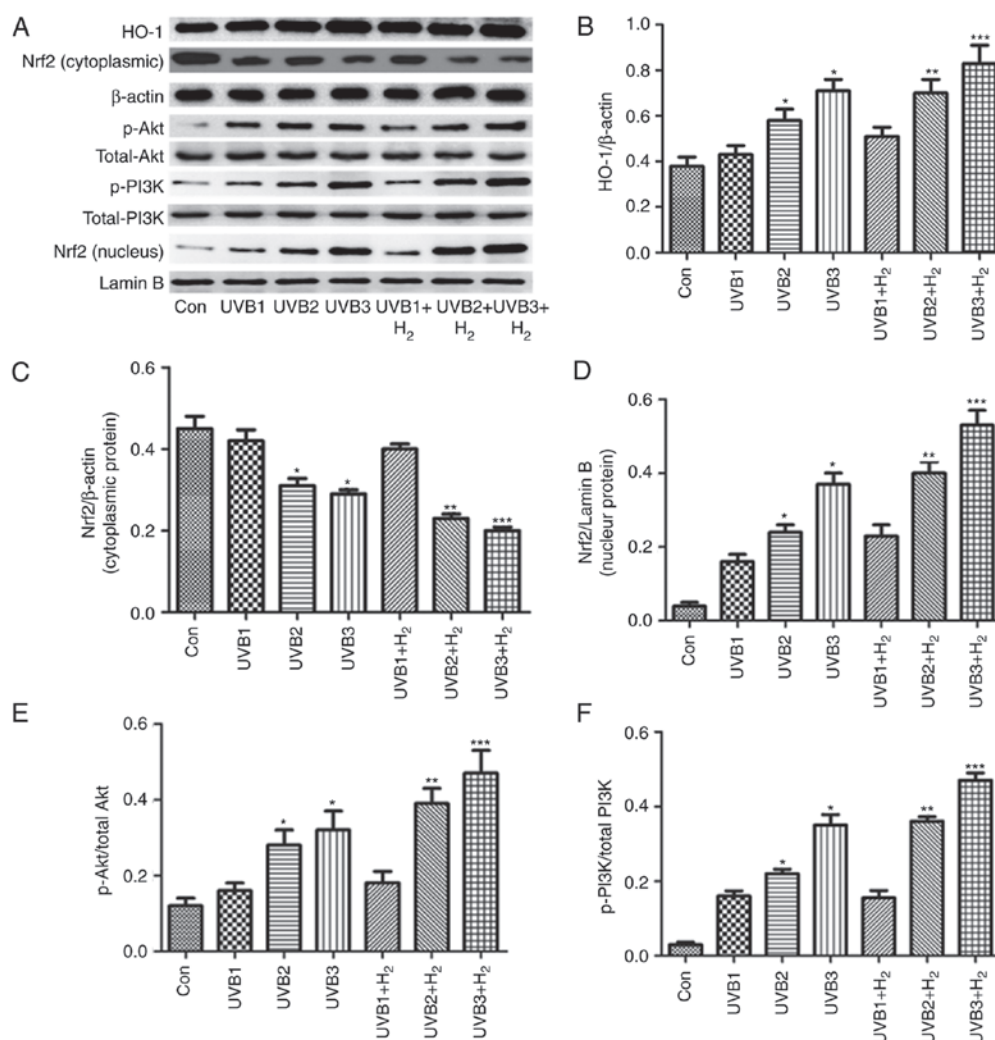 A
HO-1
Nrf2 (cytoplasmic)
β-actin
p-Akt
Total-Akt
p-PI3K
Total-PI3K
Nrf2 (nucleus)
Lamin B
Con UVB1 UVB2 UVB3 UVB1+ UVB2+UVB3+
H₂ H₂ H₂
B
HO-1/β-actin
1.0
0.8
0.6
0.4
0.2
0.0
* * ** ***
Con UVB1 UVB2 UVB3 UVB1+H₂ UVB2+H₂ UVB3+H₂
C
Nrf2/β-actin
(cytoplasmic protein)
0.6
0.4
0.2
0.0
* * ** ***
Con UVB1 UVB2 UVB3 UVB1+H₂ UVB2+H₂ UVB3+H₂
D
Nrf2/Lamin B
(nucleur protein)
0.6
0.4
0.2
0.0
* * ** ***
Con UVB1 UVB2 UVB3 UVB1+H₂ UVB2+H₂ UVB3+H₂
E
p-Akt/total Akt
0.6
0.4
0.2
0.0
* * ** ***
Con UVB1 UVB2 UVB3 UVB1+H₂ UVB2+H₂ UVB3+H₂
F
p-PI3K/total PI3K
0.6
0.4
0.2
0.0
* * ** ***
Con UVB1 UVB2 UVB3 UVB1+H₂ UVB2+H₂ UVB3+H₂